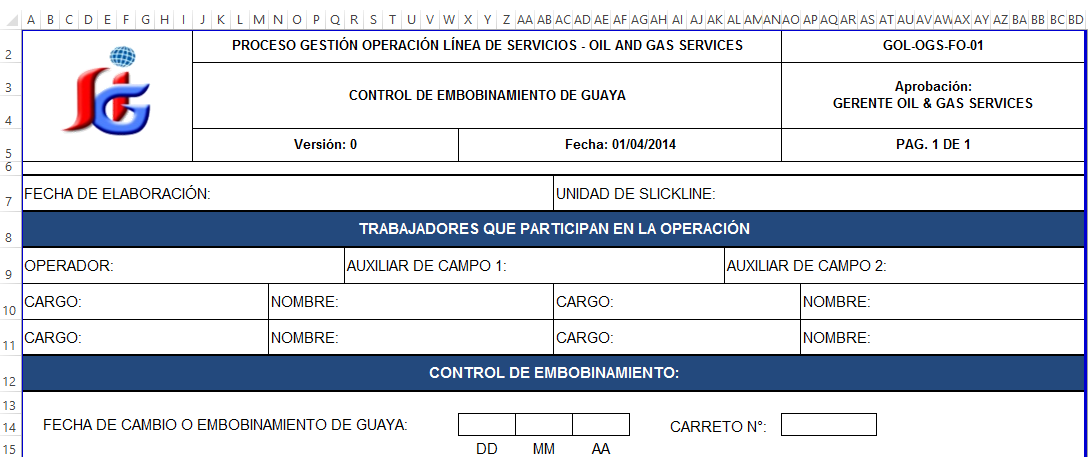 A B C D E F G H I J K L M N O P Q R S T U V W X Y Z AA AB AC AD AE AF AG AH AI AJ AK AL AM AN AO AP AQ AR AS AT AU AV AW AX AY AZ BA BB BC BD
2 PROCESO GESTIÓN OPERACIÓN LÍNEA DE SERVICIOS - OIL AND GAS SERVICES GOL-OGS-FO-01
3 CONTROL DE EMBOBINAMIENTO DE GUAYA Aprobación:
GERENTE OIL & GAS SERVICES
4
5 Versión: 0 Fecha: 01/04/2014 PAG. 1 DE 1
6
7 FECHA DE ELABORACIÓN: UNIDAD DE SLICKLINE:
8 TRABAJADORES QUE PARTICIPAN EN LA OPERACIÓN
9 OPERADOR: AUXILIAR DE CAMPO 1: AUXILIAR DE CAMPO 2:
10 CARGO: NOMBRE: CARGO: NOMBRE:
11 CARGO: NOMBRE: CARGO: NOMBRE:
12 CONTROL DE EMBOBINAMIENTO:
13
14 FECHA DE CAMBIO O EMBOBINAMIENTO DE GUAYA: CARRETO N°:
15 DD MM AA